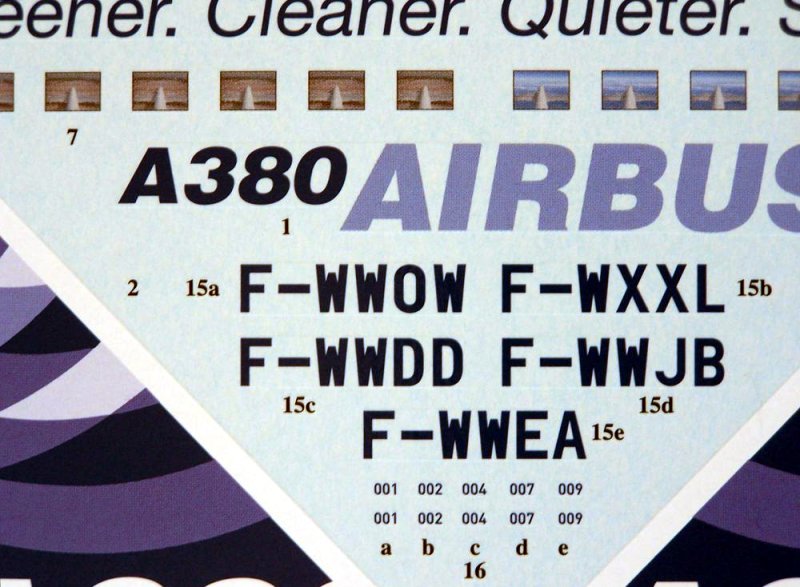 Cleaner. Quieter.
7
A380 AIRBUS
1
2 15a F-WWOW F-WXXL 15b
F-WWDD F-WWJB
15c 15d
F-WWEA 15e
001 002 004 007 009
001 002 004 007 009
a b c d e
16